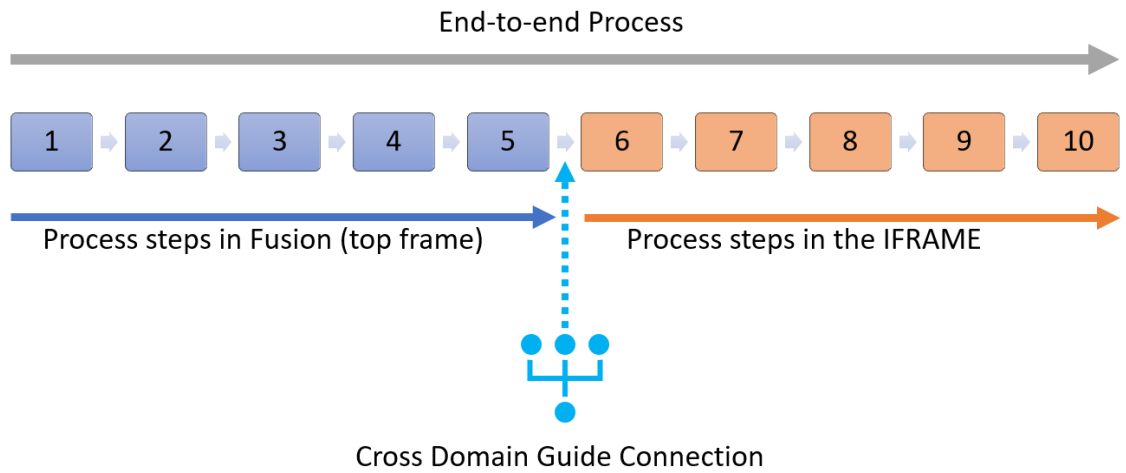 End-to-end Process
1 2 3 4 5 6 7 8 9 10
Process steps in Fusion (top frame) Process steps in the IFRAME
Cross Domain Guide Connection